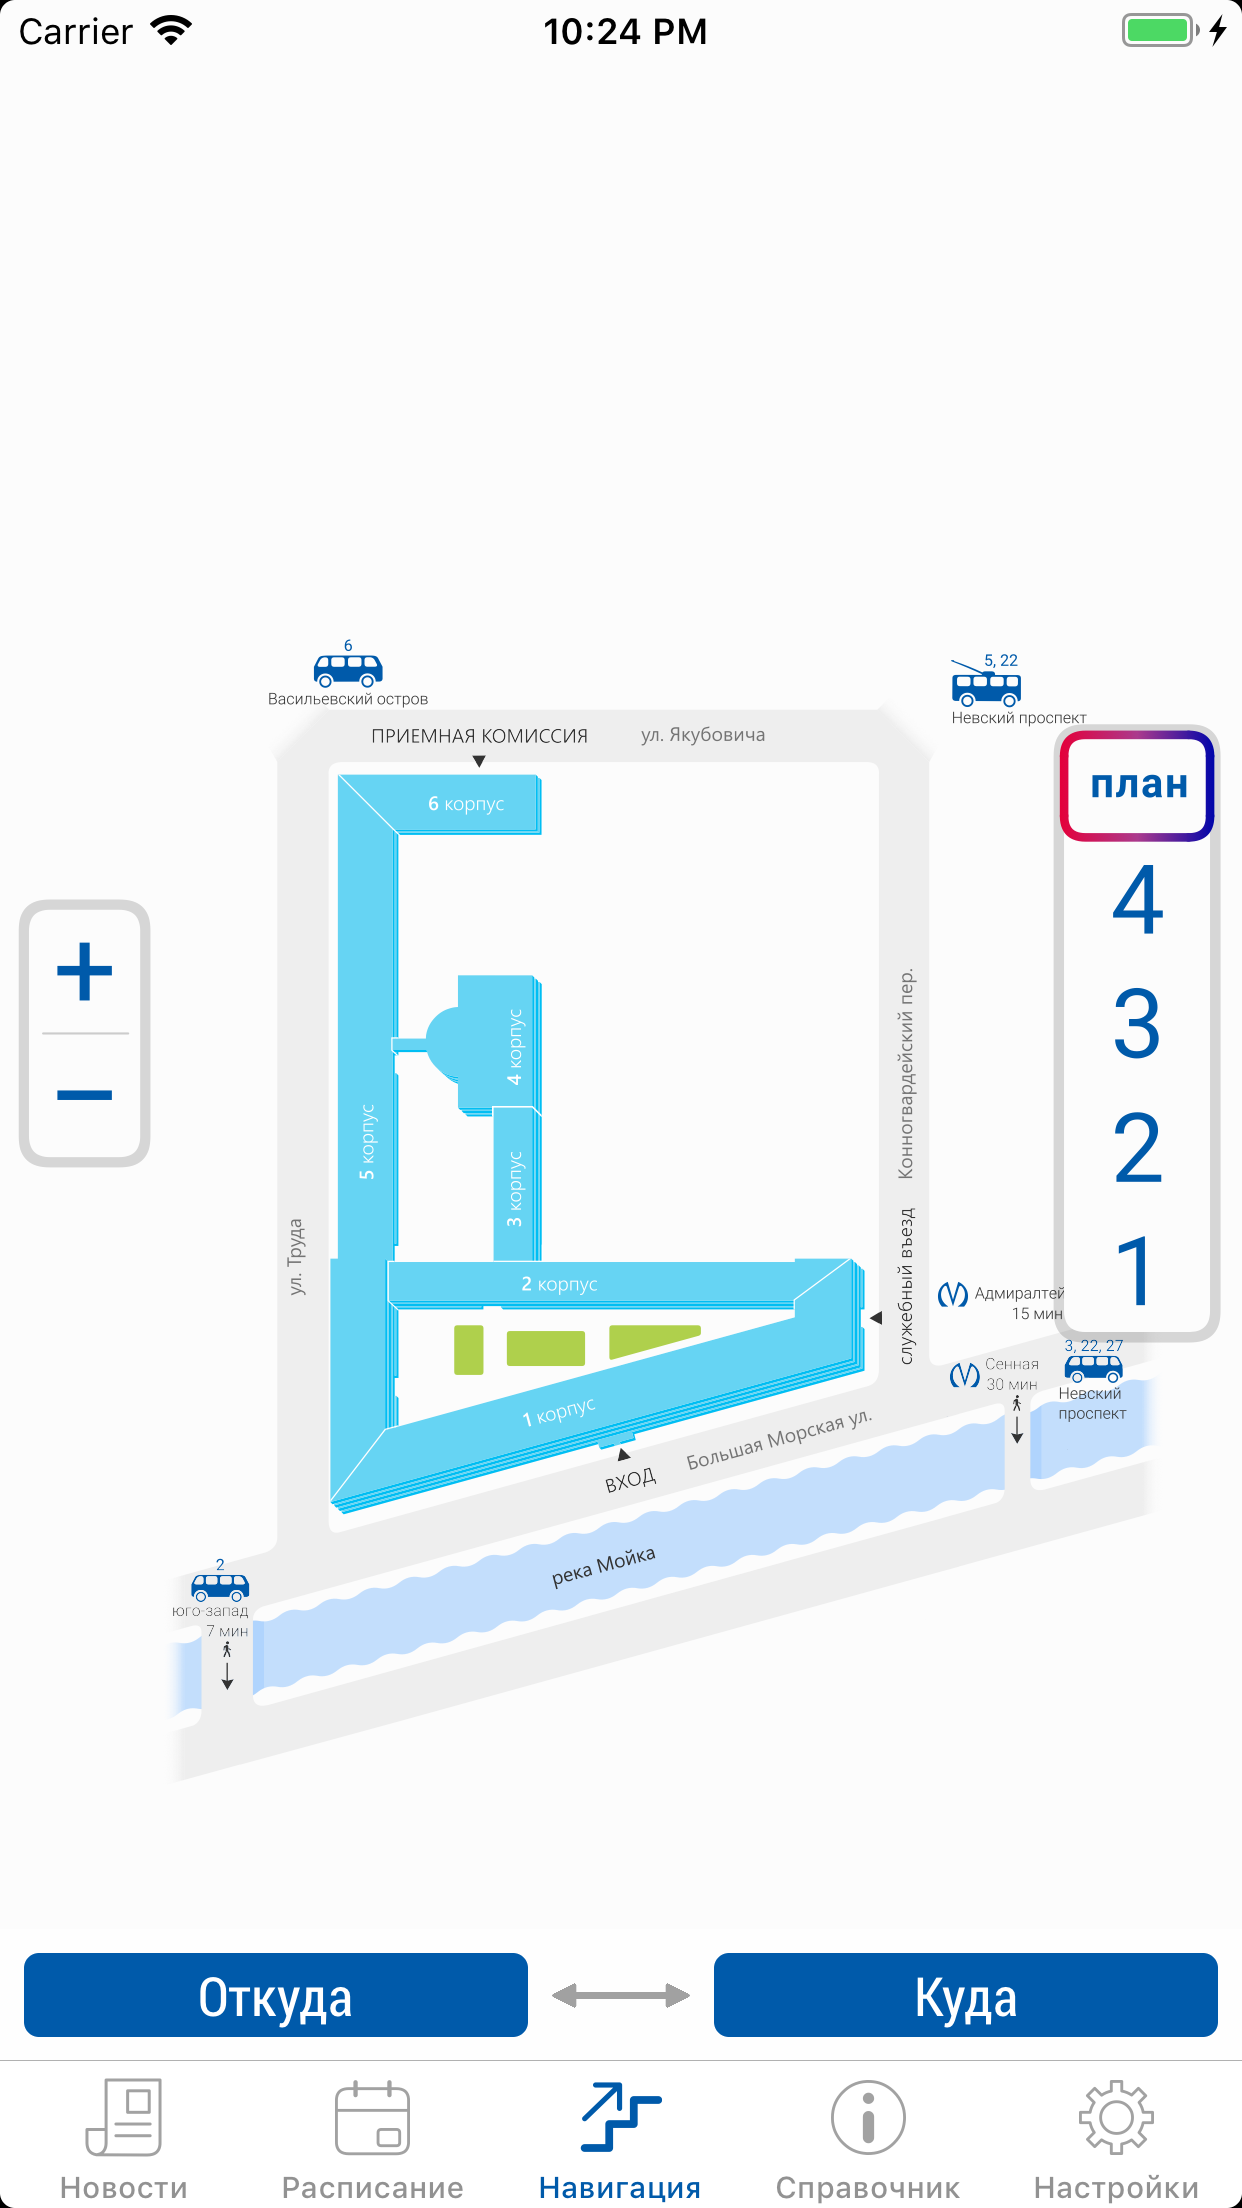 Carrier
10:24 PM
6
Васильевский остров
5, 22
Невский проспект
ПРИЕМНАЯ КОМИССИЯ
ул. Якубовича
план
4
3
2
1
+
−
6 корпус
4 корпус
5 корпус
3 корпус
2 корпус
1 корпус
ул. Труда
Конногвардейский пер.
служебный въезд
Адмиралтей
15 мин
3, 22, 27
Сенная
30 мин
Невский
проспект
Большая Морская ул.
ВХОД
река Мойка
2
юго-запад
7 мин
Откуда
Куда
Новости
Расписание
Навигация
Справочник
Настройки